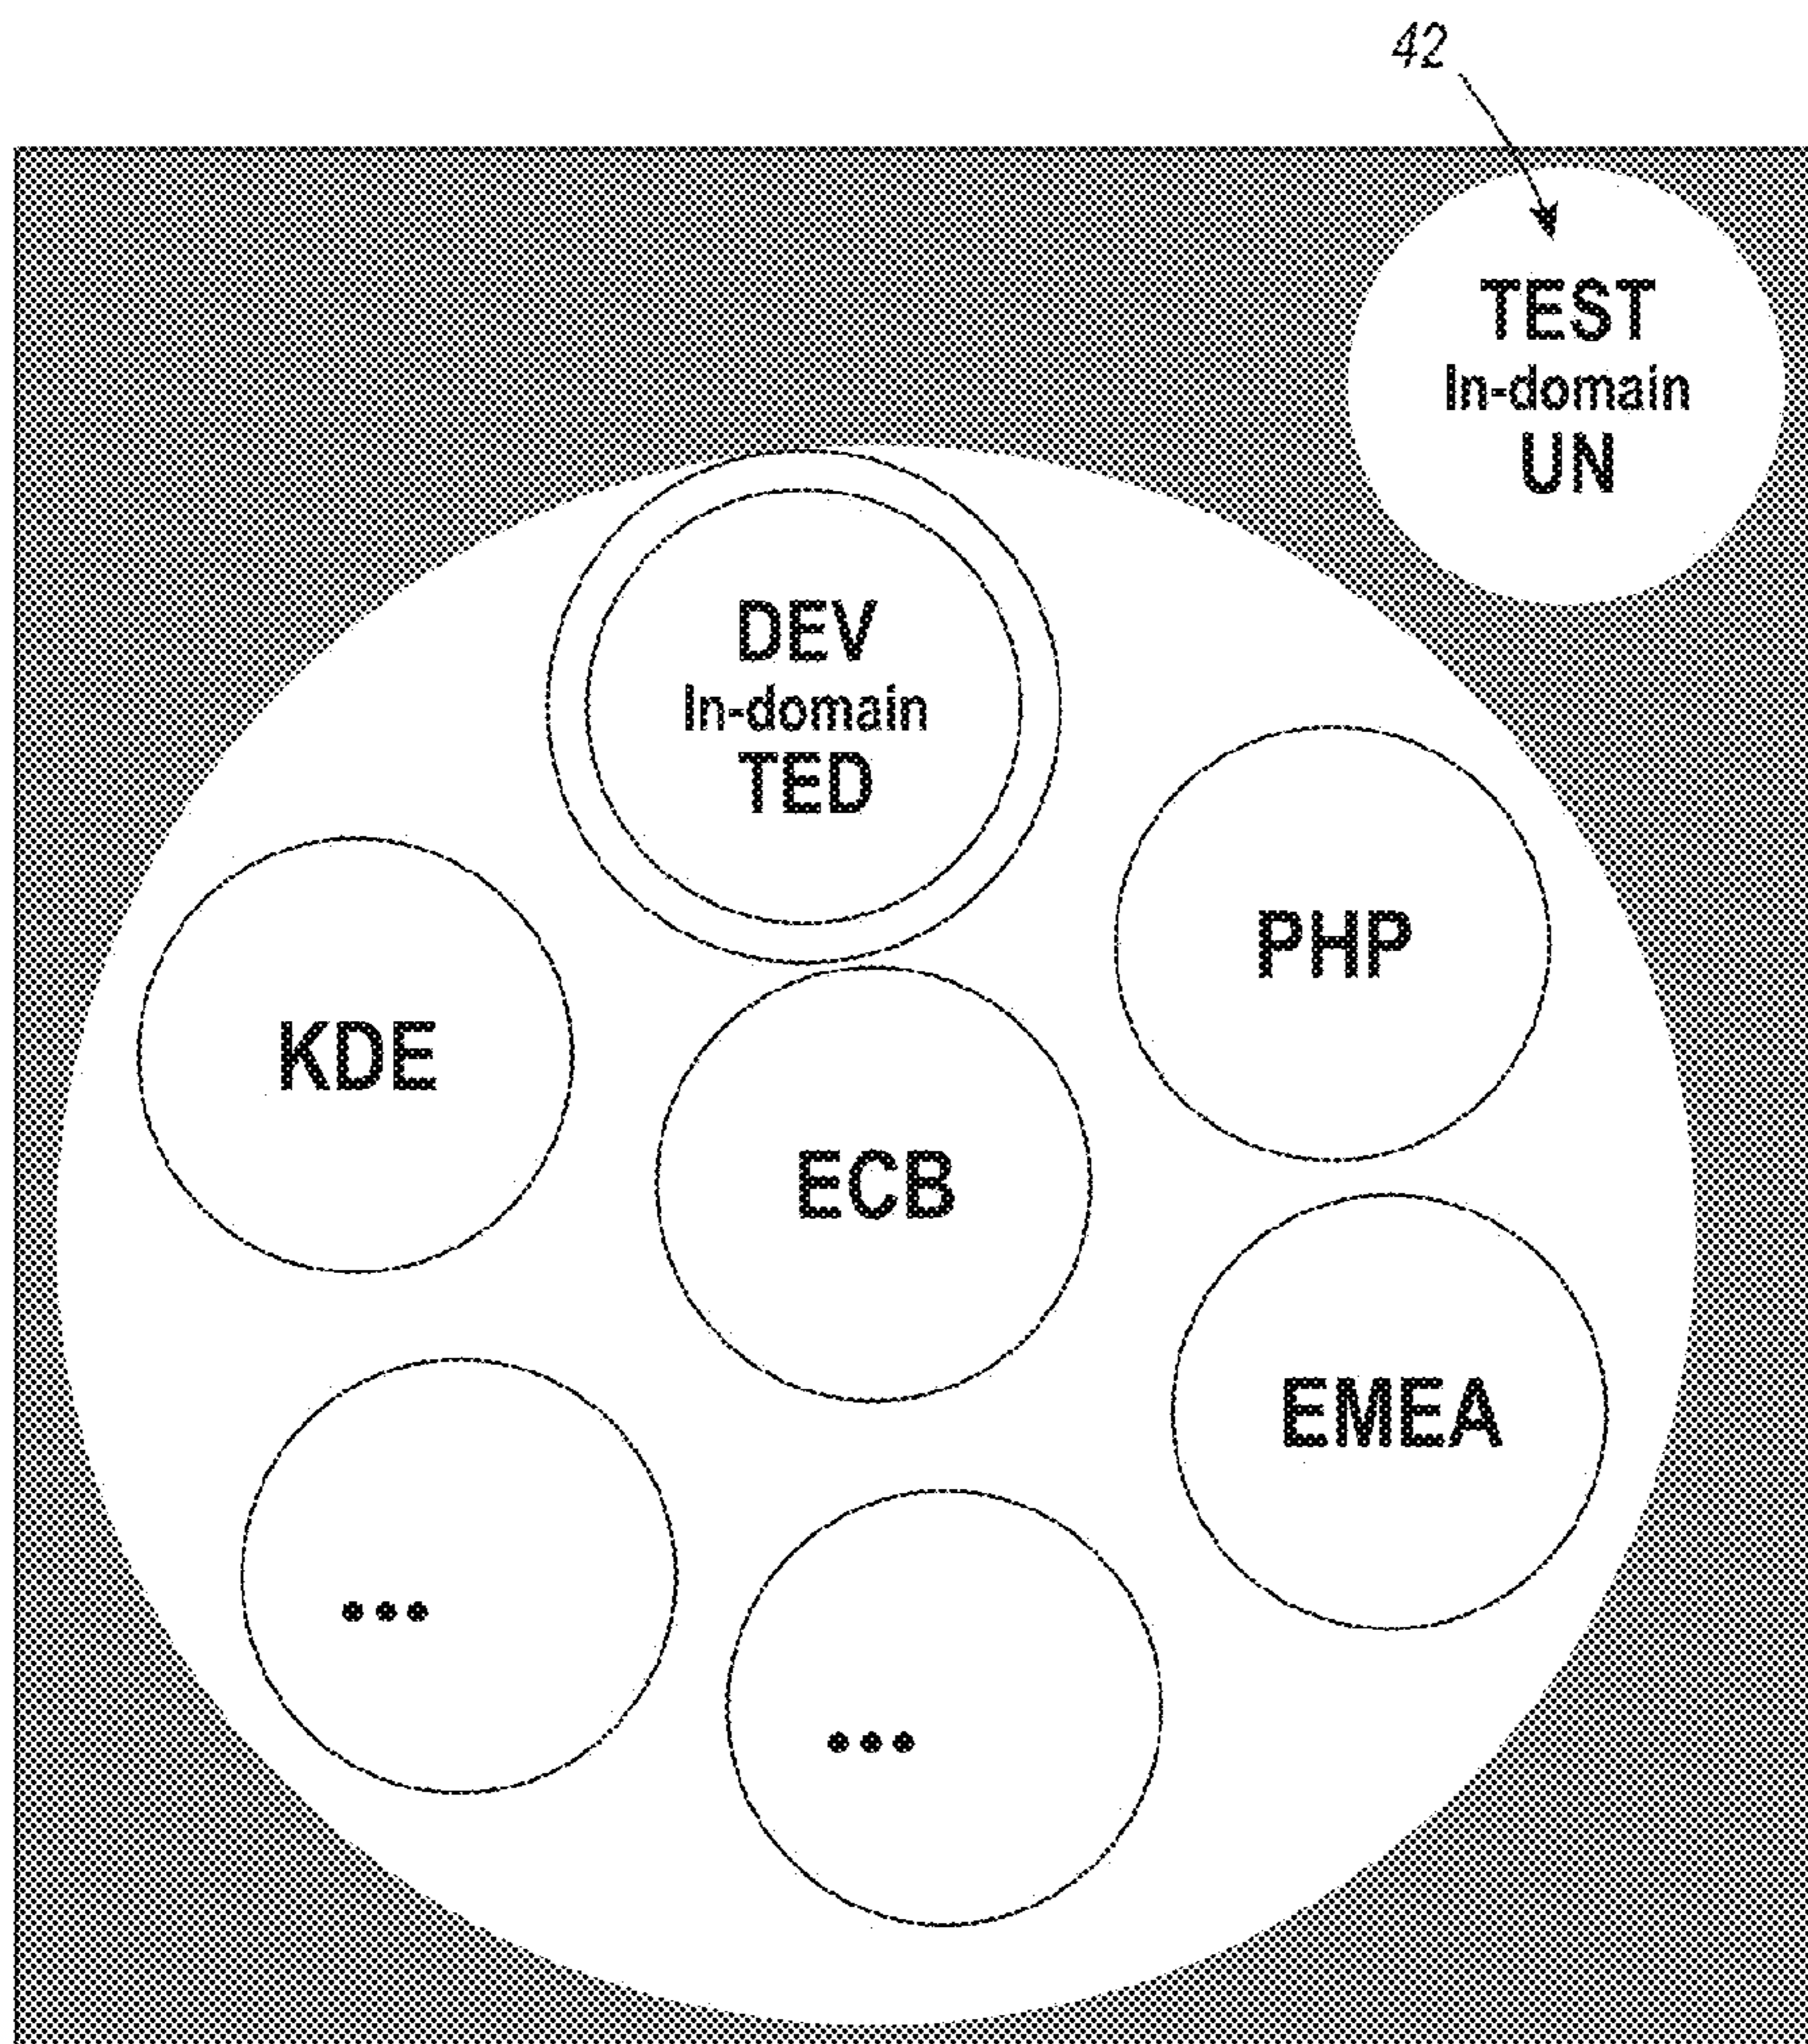 42
TEST
In-domain
UN
DEV
In-domain
TED
PHP
KDE
ECB
EMEA
...
...